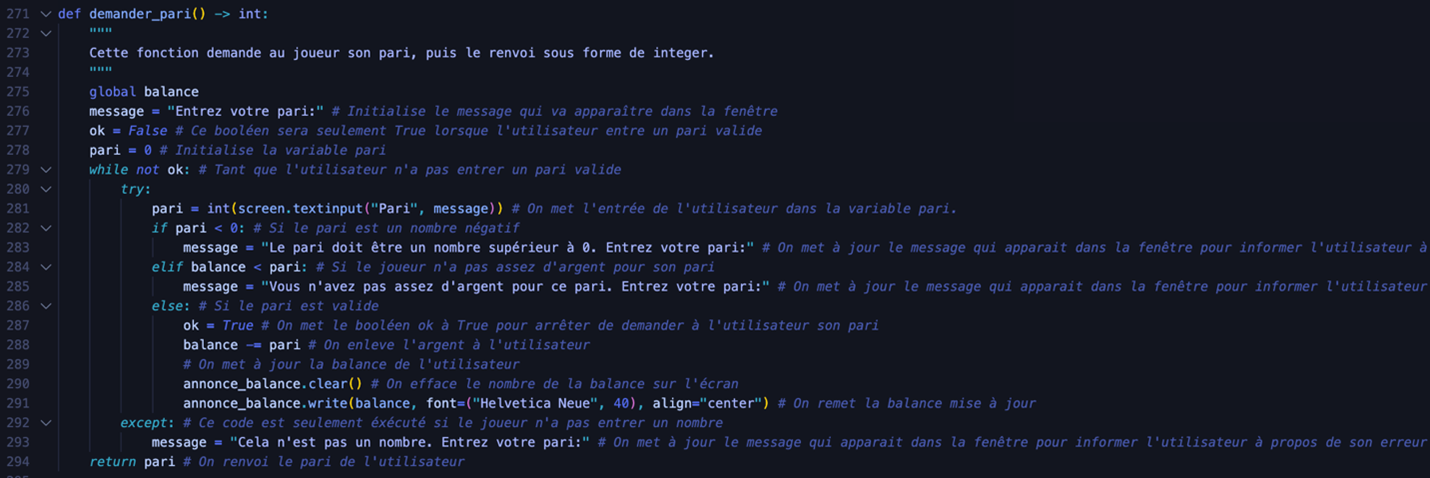 271 def demander_pari() -> int:
272 """
273 Cette fonction demande au joueur son pari, puis le renvoi sous forme de integer.
274 """
275 global balance
276 message = "Entrez votre pari:" # Initialise le message qui va apparaître dans la fenêtre
277 ok = False # Ce booléen sera seulement True lorsque l'utilisateur entre un pari valide
278 pari = 0 # Initialise la variable pari
279 while not ok: # Tant que l'utilisateur n'a pas entrer un pari valide
280 try:
281 pari = int(screen.textinput("Pari", message)) # On met l'entrée de l'utilisateur dans la variable pari.
282 if pari < 0: # Si le pari est un nombre négatif
283 message = "Le pari doit être un nombre supérieur à 0. Entrez votre pari:" # On met à jour le message qui apparait dans la fenêtre pour informer l'utilisateur à
284 elif balance < pari: # Si le joueur n'a pas assez d'argent pour son pari
285 message = "Vous n'avez pas assez d'argent pour ce pari. Entrez votre pari:" # On met à jour le message qui apparait dans la fenêtre pour informer l'utilisateur
286 else: # Si le pari est valide
287 ok = True # On met le booléen ok à True pour arrêter de demander à l'utilisateur son pari
288 balance -= pari # On enleve l'argent à l'utilisateur
289 # On met à jour la balance de l'utilisateur
290 annonce_balance.clear() # On efface le nombre de la balance sur l'écran
291 annonce_balance.write(balance, font=("Helvetica Neue", 40), align="center") # On remet la balance mise à jour
292 except: # Ce code est seulement éxécuté si le joueur n'a pas entrer un nombre
293 message = "Cela n'est pas un nombre. Entrez votre pari:" # On met à jour le message qui apparait dans la fenêtre pour informer l'utilisateur à propos de son erreur
294 return pari # On renvoi le pari de l'utilisateur